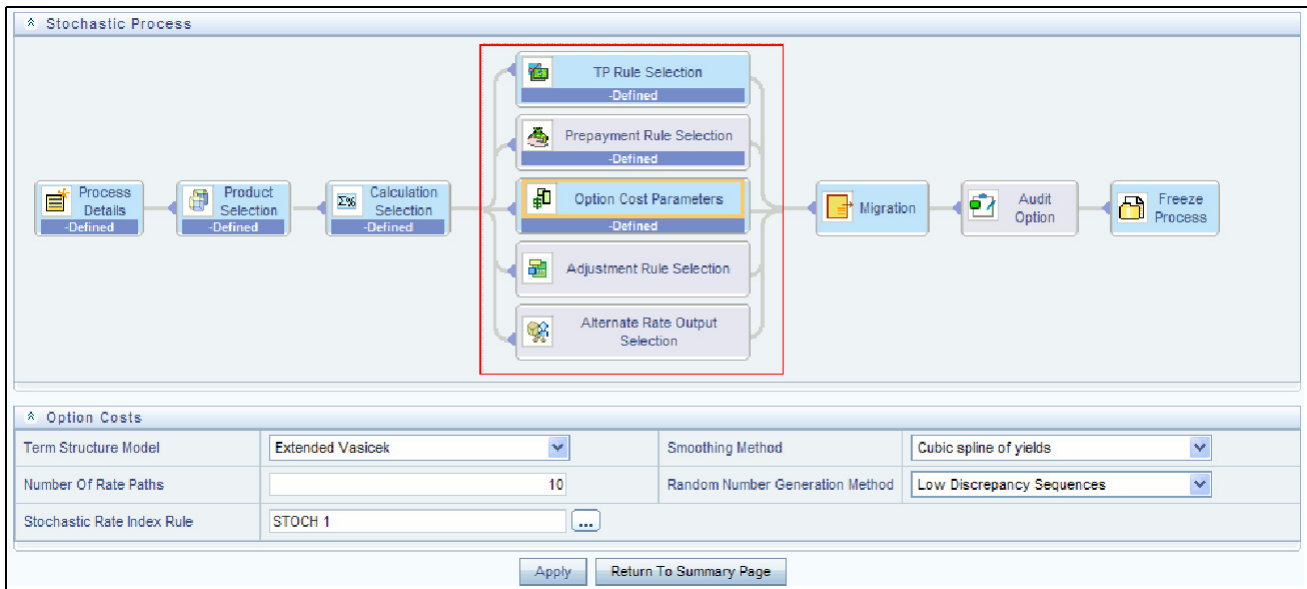 Stochastic Process
TP Rule Selection
-Defined
Prepayment Rule Selection
-Defined
Process
Details
-Defined
Product
Selection
-Defined
Calculation
Selection
-Defined
Option Cost Parameters
-Defined
Migration
Audit
Option
Freeze
Process
Adjustment Rule Selection
Alternate Rate Output
Selection
Option Costs
Term Structure Model Extended Vasicek Smoothing Method Cubic spline of yields
Number Of Rate Paths 10 Random Number Generation Method Low Discrepancy Sequences
Stochastic Rate Index Rule STOCH 1 ...
Apply Return To Summary Page